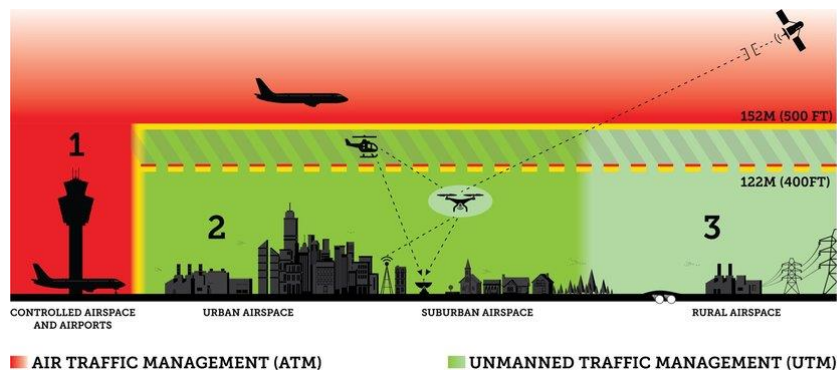 152M (500 FT)
1
122M (400FT)
2
3
CONTROLLED AIRSPACE
AND AIRPORTS
URBAN AIRSPACE
SUBURBAN AIRSPACE
RURAL AIRSPACE
AIR TRAFFIC MANAGEMENT (ATM)
UNMANNED TRAFFIC MANAGEMENT (UTM)